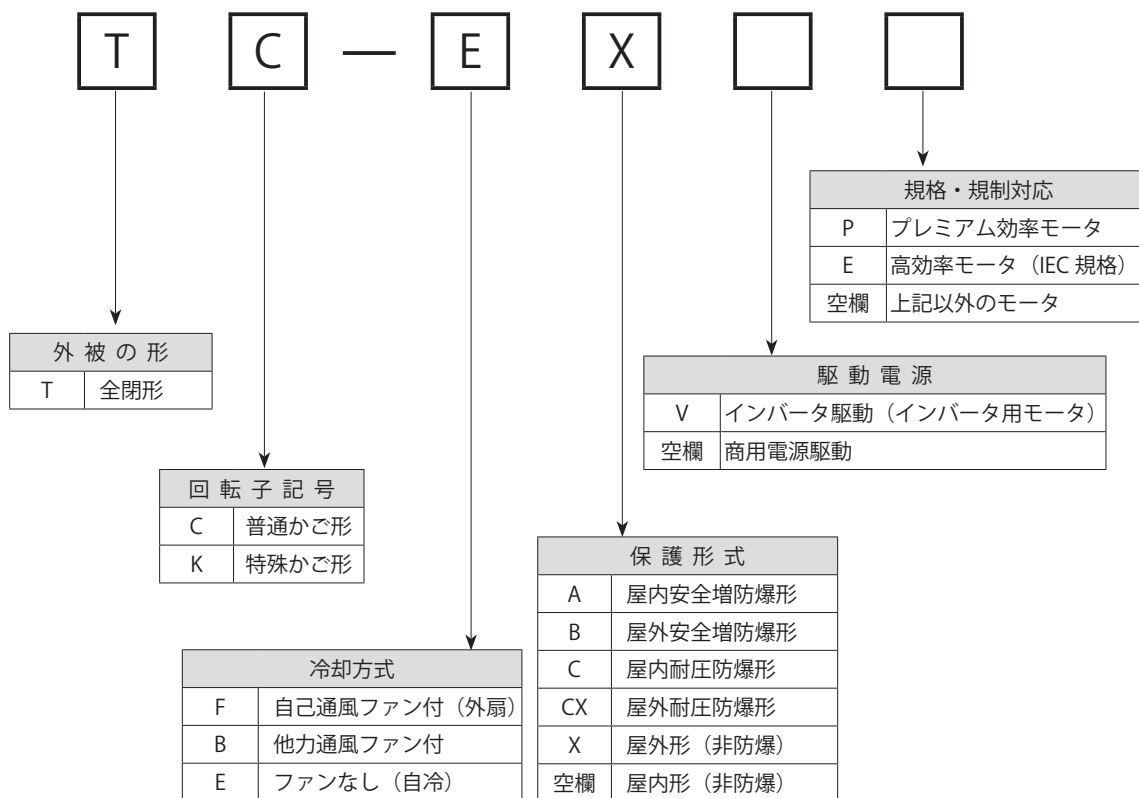 T C — E X
規格・規制対応
P プレミアム効率モータ
E 高効率モータ（IEC 規格）
空欄 上記以外のモータ
外被の形
T 全閉形
駆動電源
V インバータ駆動（インバータ用モータ）
空欄 商用電源駆動
回転子記号
C 普通かご形
K 特殊かご形
保護形式
A 屋内安全増防爆形
B 屋外安全増防爆形
C 屋内耐圧防爆形
CX 屋外耐圧防爆形
X 屋外形（非防爆）
空欄 屋内形（非防爆）
冷却方式
F 自己通風ファン付（外扇）
B 他力通風ファン付
E ファンなし（自冷）